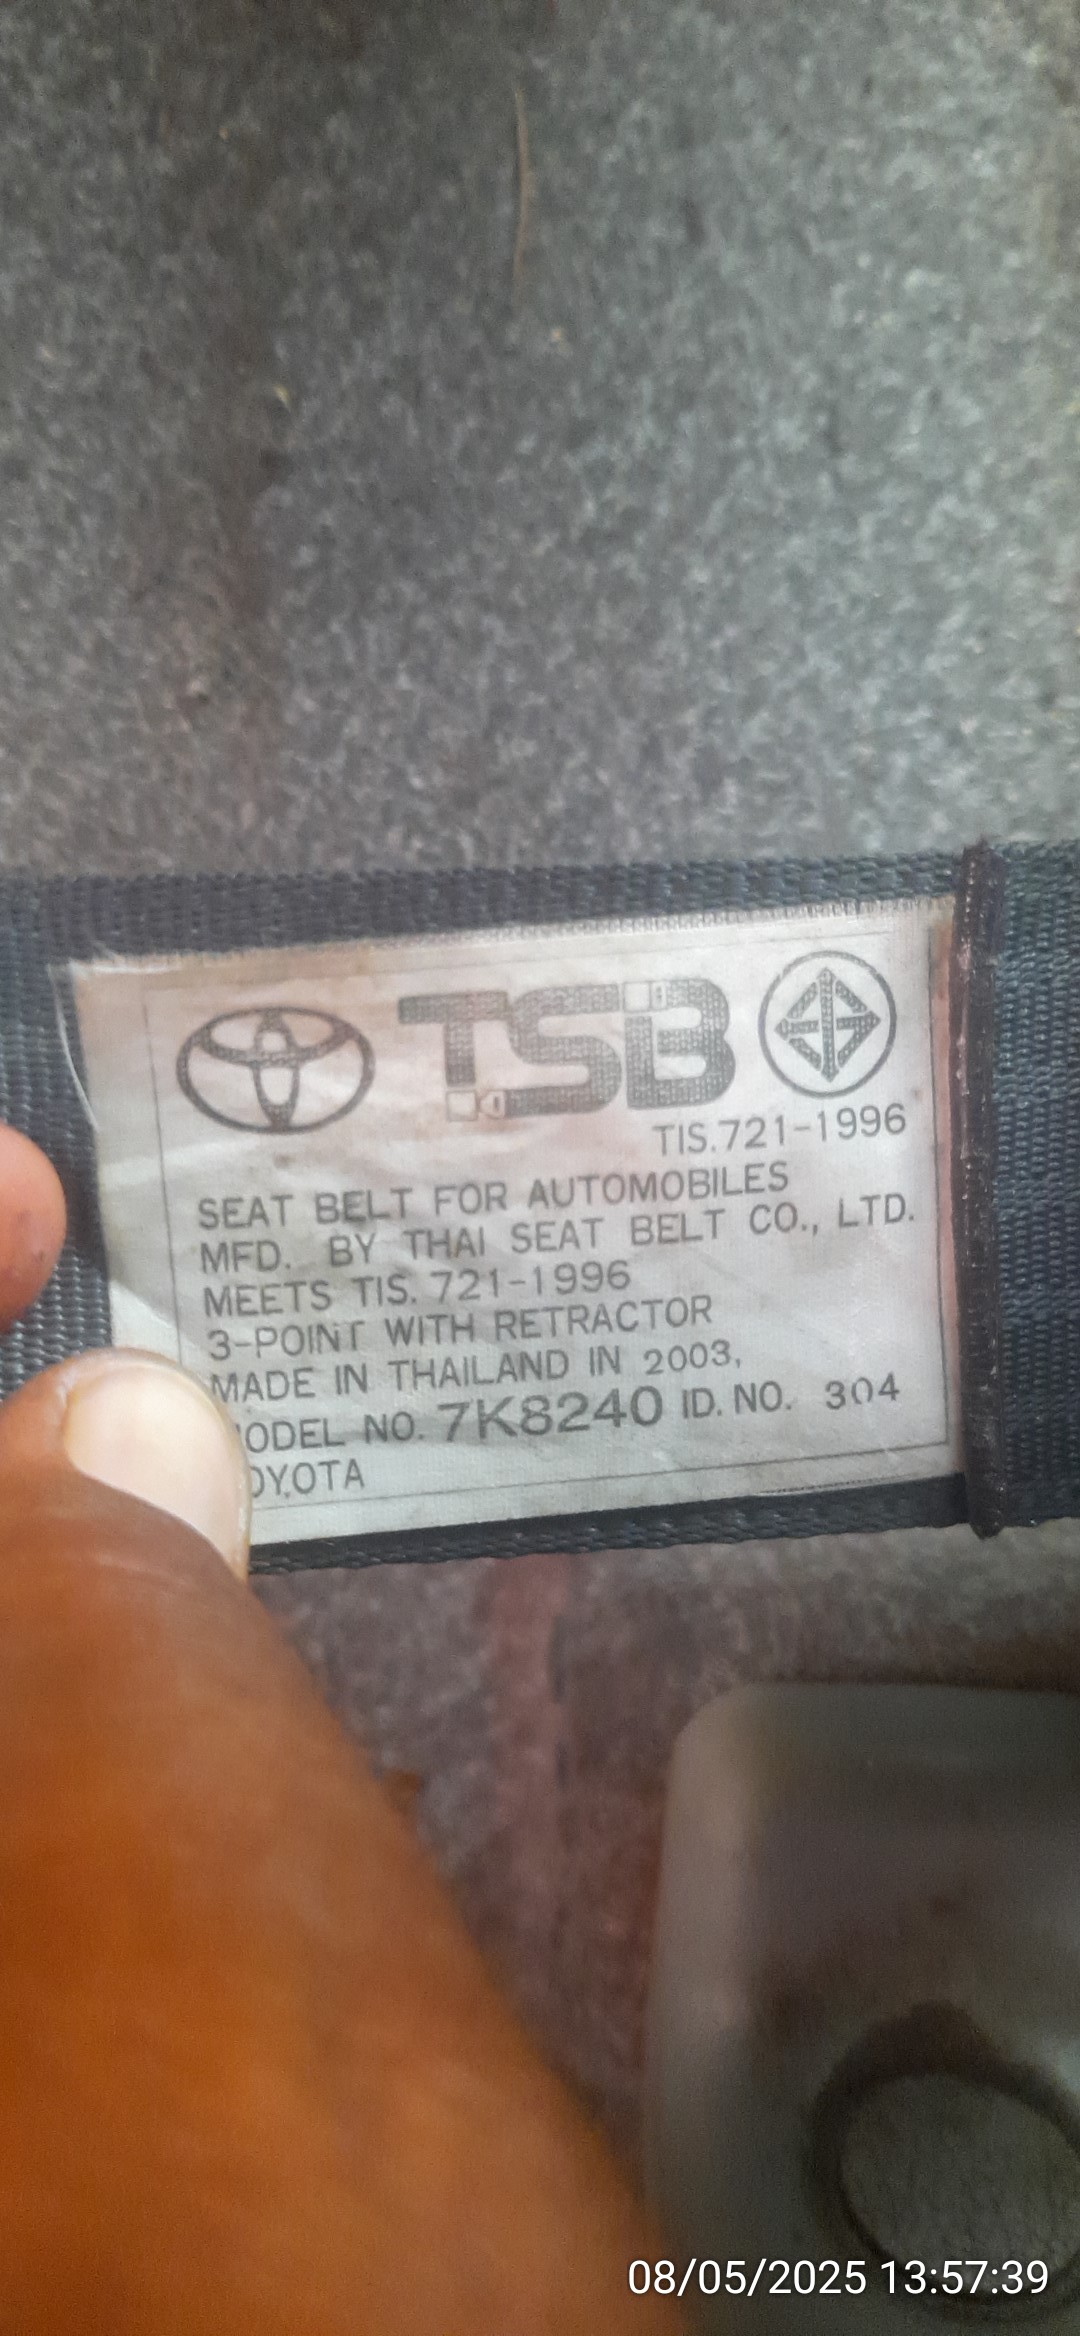 TSB
TIS.721-1996
SEAT BELT FOR AUTOMOBILES
MFD. BY THAI SEAT BELT CO., LTD.
MEETS TIS. 721-1996
3-POINT WITH RETRACTOR
MADE IN THAILAND IN 2003,
ODEL NO. 7K8240 ID. NO. 304
OYOTA
08/05/2025 13:57:39